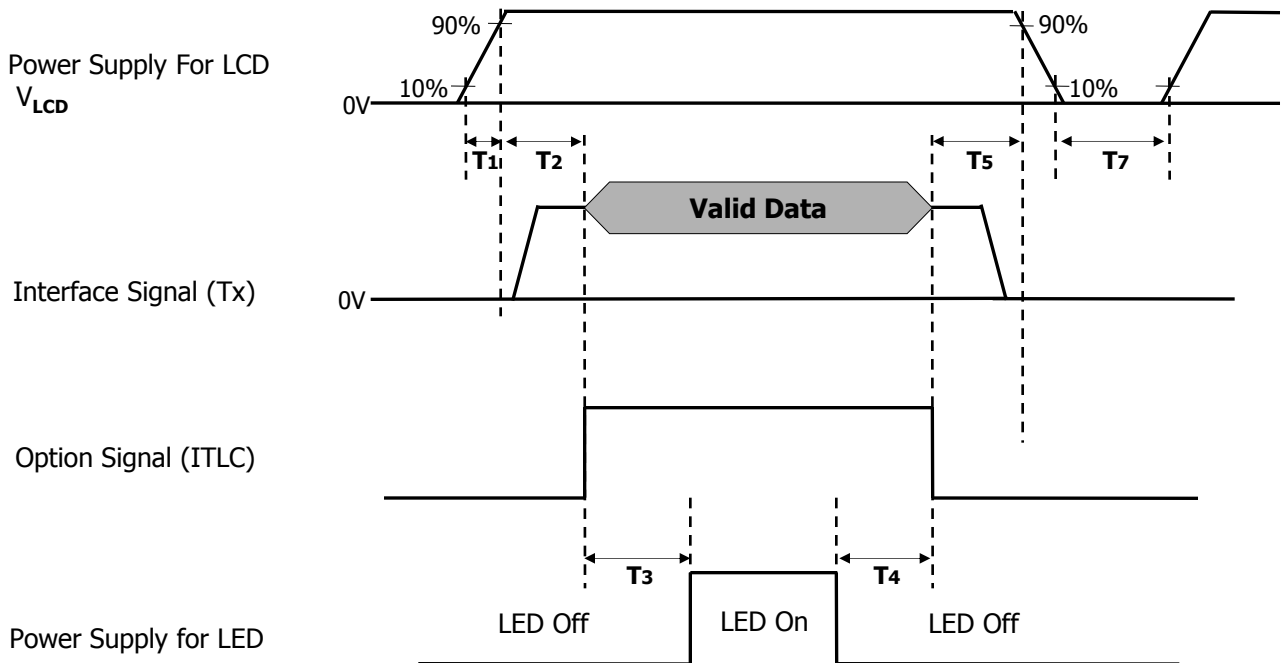 90%
90%
Power Supply For LCD
VLCD
10%
10%
0V
T1
T2
T5
T7
Valid Data
Interface Signal (Tx)
0V
Option Signal (ITLC)
T3
T4
LED Off
LED On
LED Off
Power Supply for LED